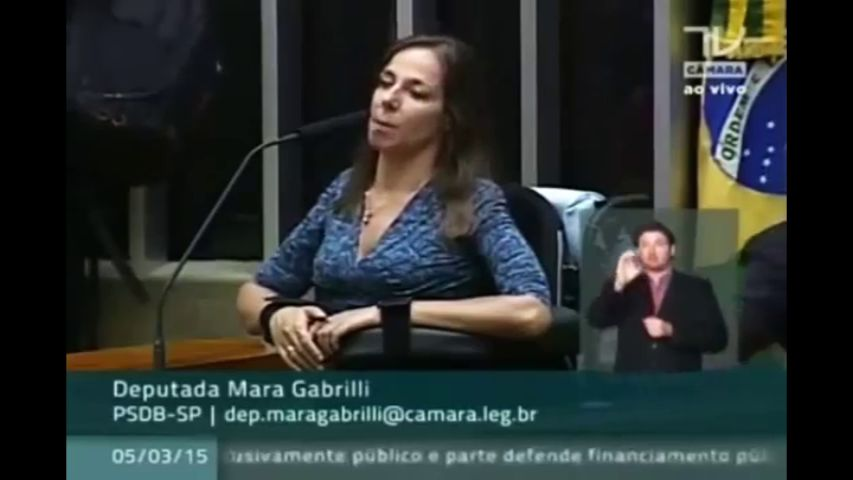 TV
CÂMARA
ao vivo
ORDEM
Deputada Mara Gabrilli
PSDB-SP | dep.maragabrilli@camara.leg.br
05/03/15
usivamente público e parte defende financiamento púb